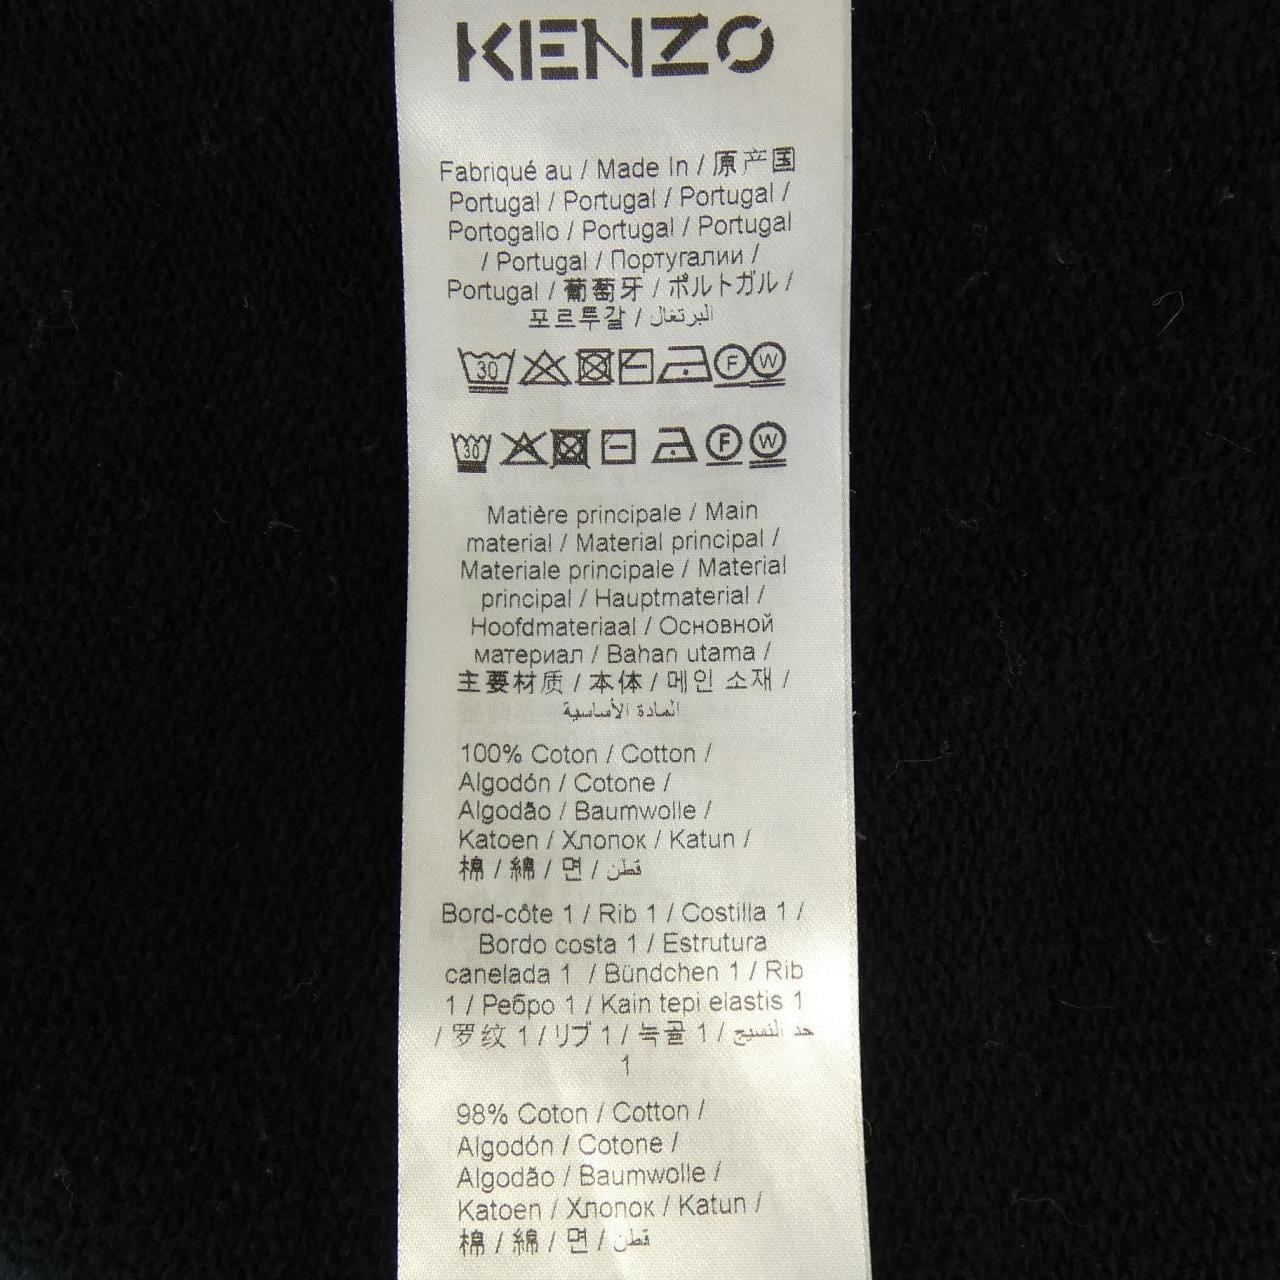 KENZO
Fabriqué au / Made In / 原产国
Portugal / Portugal / Portugal /
Portogallo / Portugal / Portugal
/ Portugal / Португалии /
Portugal / 葡萄牙 / ポルトガル /
포르투갈 / البرتغال
30 F W
30 F W
Matière principale / Main
material / Material principal /
Materiale principale / Material
principal / Hauptmaterial /
Hoofdmateriaal / Основной
материал / Bahan utama /
主要材质 / 本体 / 메인 소재 /
المادة الأساسية
100% Coton / Cotton /
Algodón / Cotone /
Algodão / Baumwolle /
Katoen / Хлопок / Katun /
棉 / 綿 / 면 / قطن
Bord-côte 1 / Rib 1 / Costilla 1 /
Bordo costa 1 / Estrutura
canelada 1 / Bündchen 1 / Rib
1 / Ребро 1 / Kain tepi elastis 1
/ 罗纹 1 / リブ 1 / 늑골 1 / حد النسيج
1
98% Coton / Cotton /
Algodón / Cotone /
Algodão / Baumwolle /
Katoen / Хлопок / Katun /
棉 / 綿 / 면 / قطن